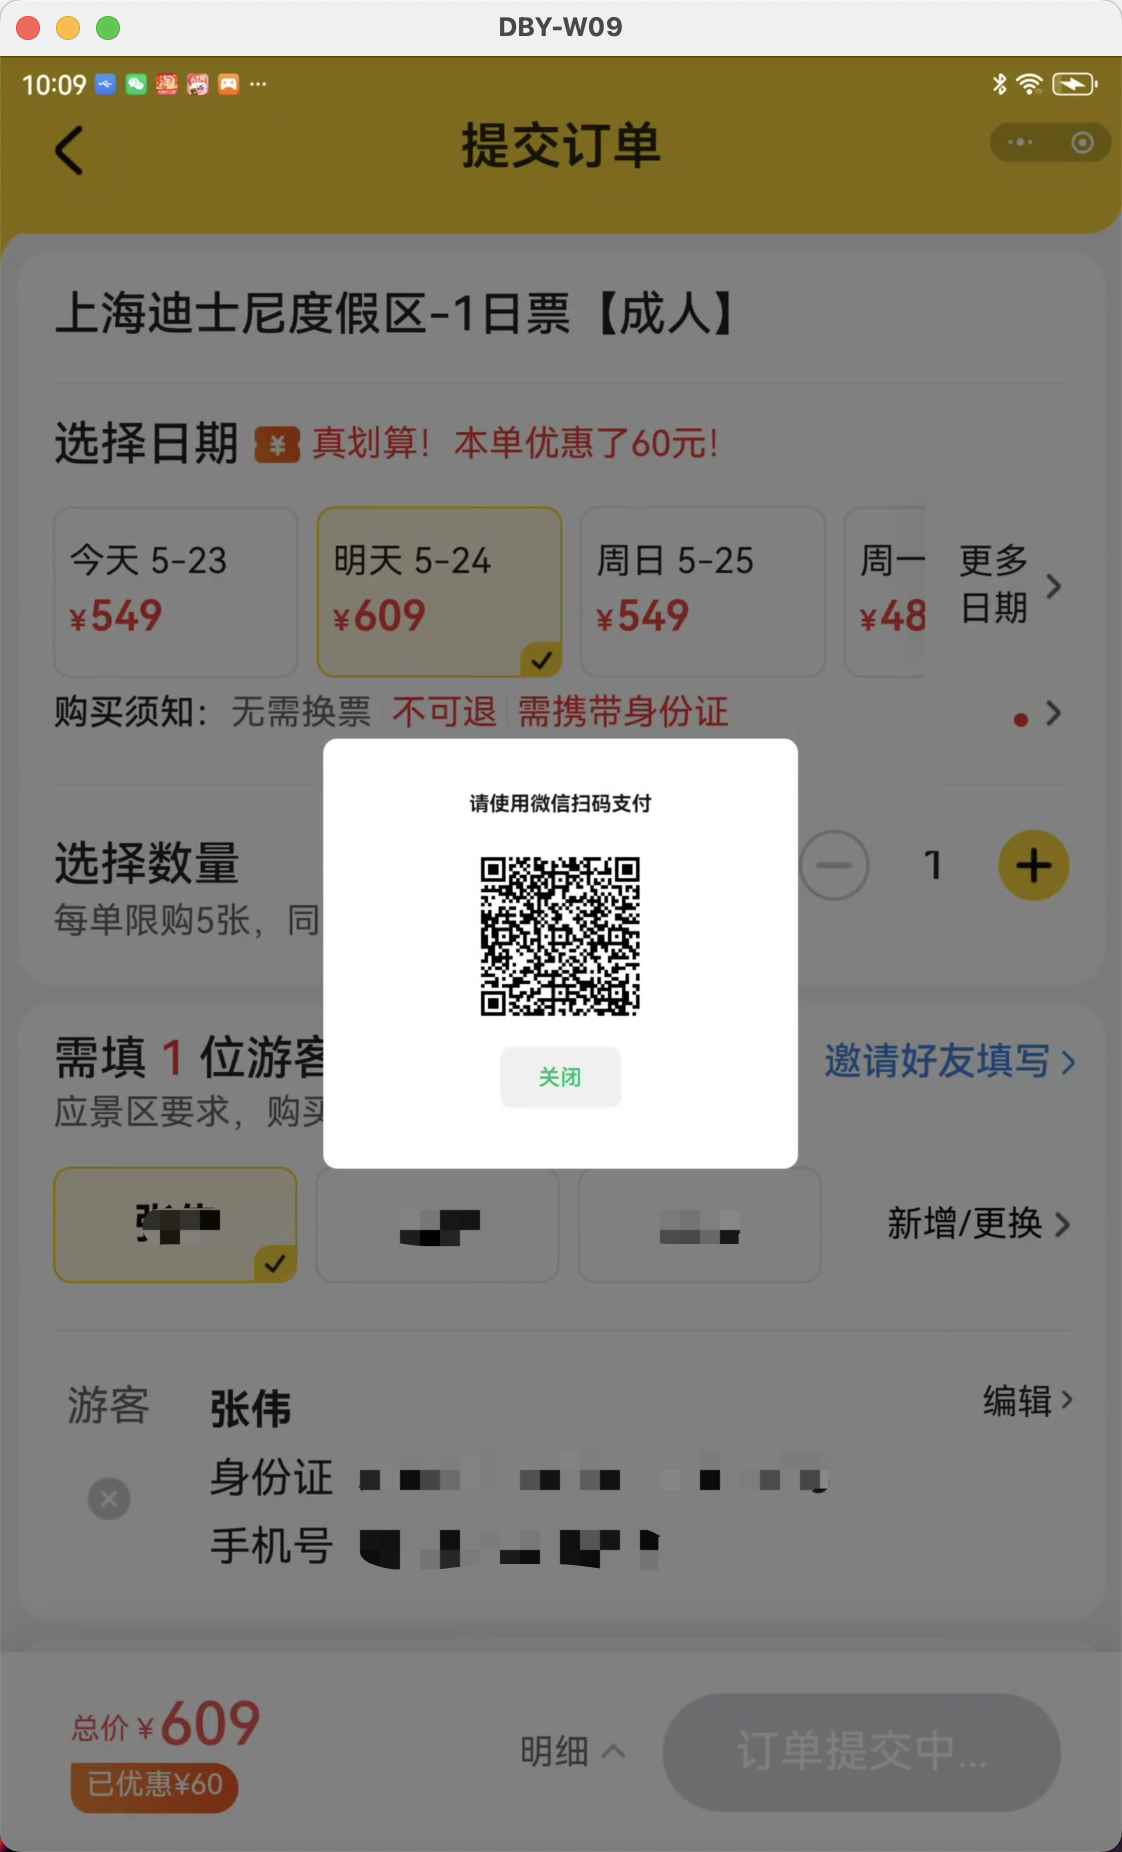 DBY-W09
10:09
提交订单
上海迪士尼度假区-1日票【成人】
选择日期 ¥ 真划算！本单优惠了60元！
今天 5-23
¥549
明天 5-24
¥609
周日 5-25
¥549
周一
¥48
更多
日期
购买须知：无需换票 不可退 需携带身份证
请使用微信扫码支付
关闭
选择数量
1
每单限购5张，同
需填 1 位游客
邀请好友填写
应景区要求，购买
新增/更换
游客
张伟
编辑
身份证
手机号
总价 ¥609
已优惠¥60
明细
订单提交中...